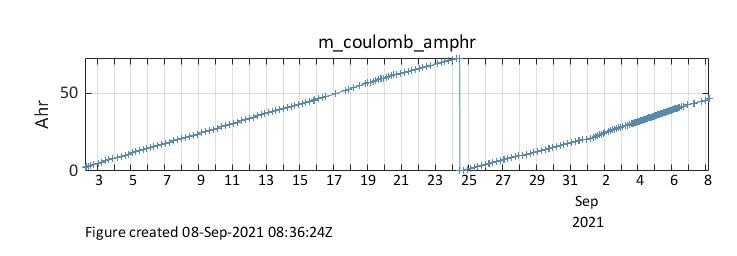 m_coulomb_amphr
Ahr
50
0
3 5 7 9 11 13 15 17 19 21 23 25 27 29 31 2 4 6 8
Sep
2021
Figure created 08-Sep-2021 08:36:24Z